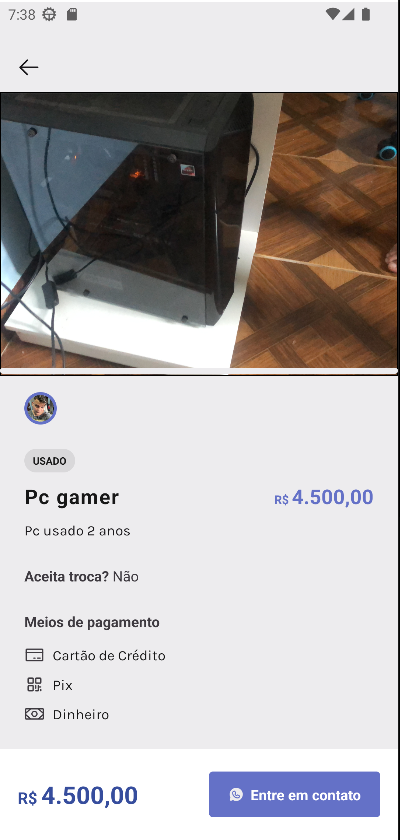 7:38
USADO
Pc gamer
R$ 4.500,00
Pc usado 2 anos
Aceita troca? Não
Meios de pagamento
Cartão de Crédito
Pix
Dinheiro
R$ 4.500,00
Entre em contato